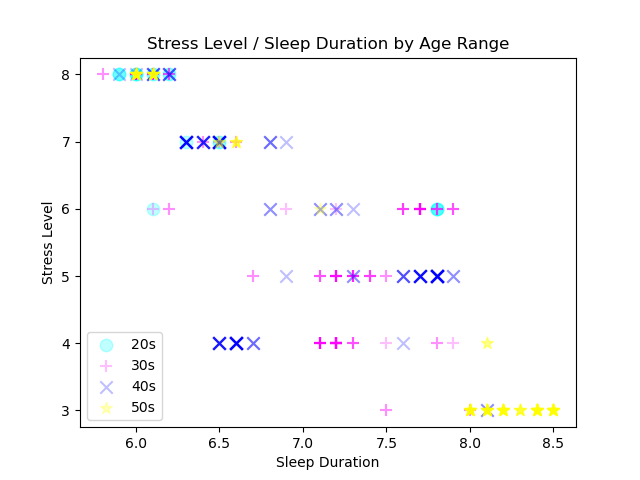 Stress Level / Sleep Duration by Age Range
Stress Level
8
7
6
5
4
3
20s
30s
40s
50s
6.0 6.5 7.0 7.5 8.0 8.5
Sleep Duration